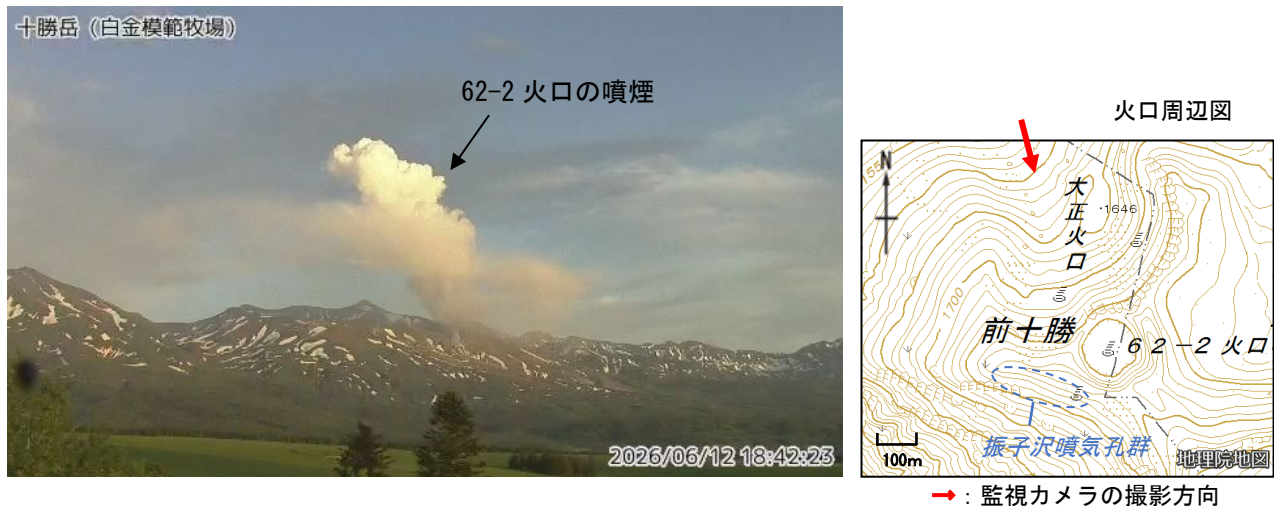 十勝岳（白金模範牧場）
62-2 火口の噴煙
2026/06/12 18:42:23
火口周辺図
N
155
大正火口
・1646
1700
前十勝
62-2 火口
振子沢噴気孔群
100m
地理院地図
→：監視カメラの撮影方向